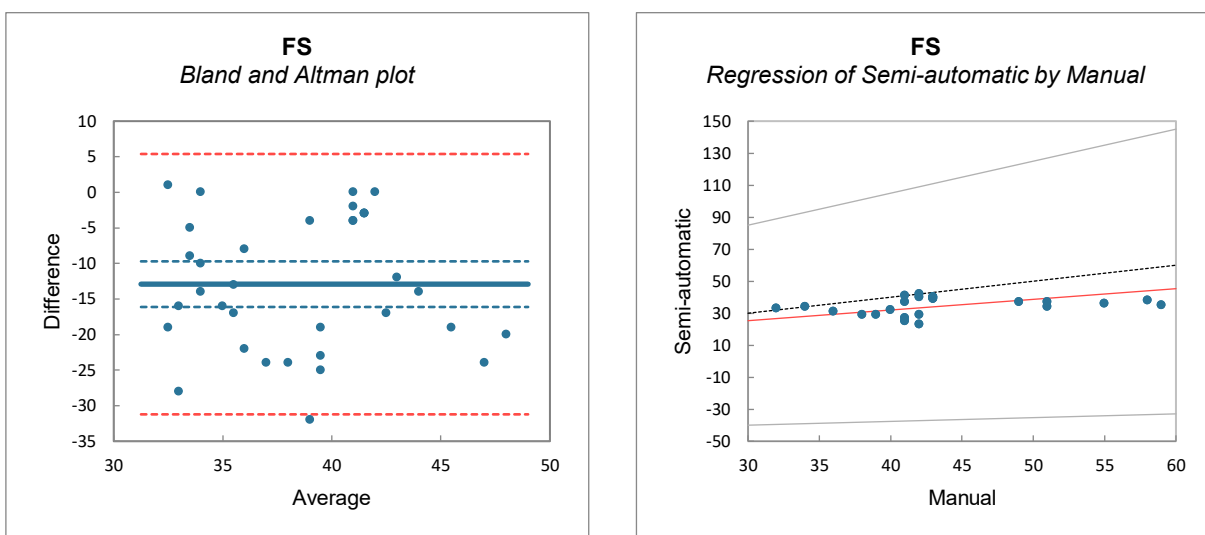 FS
Bland and Altman plot
10
5
0
-5
-10
-15
-20
-25
-30
-35
30 35 40 45 50
Difference
Average
FS
Regression of Semi-automatic by Manual
150
130
110
90
70
50
30
10
-10
-30
-50
30 35 40 45 50 55 60
Semi-automatic
Manual